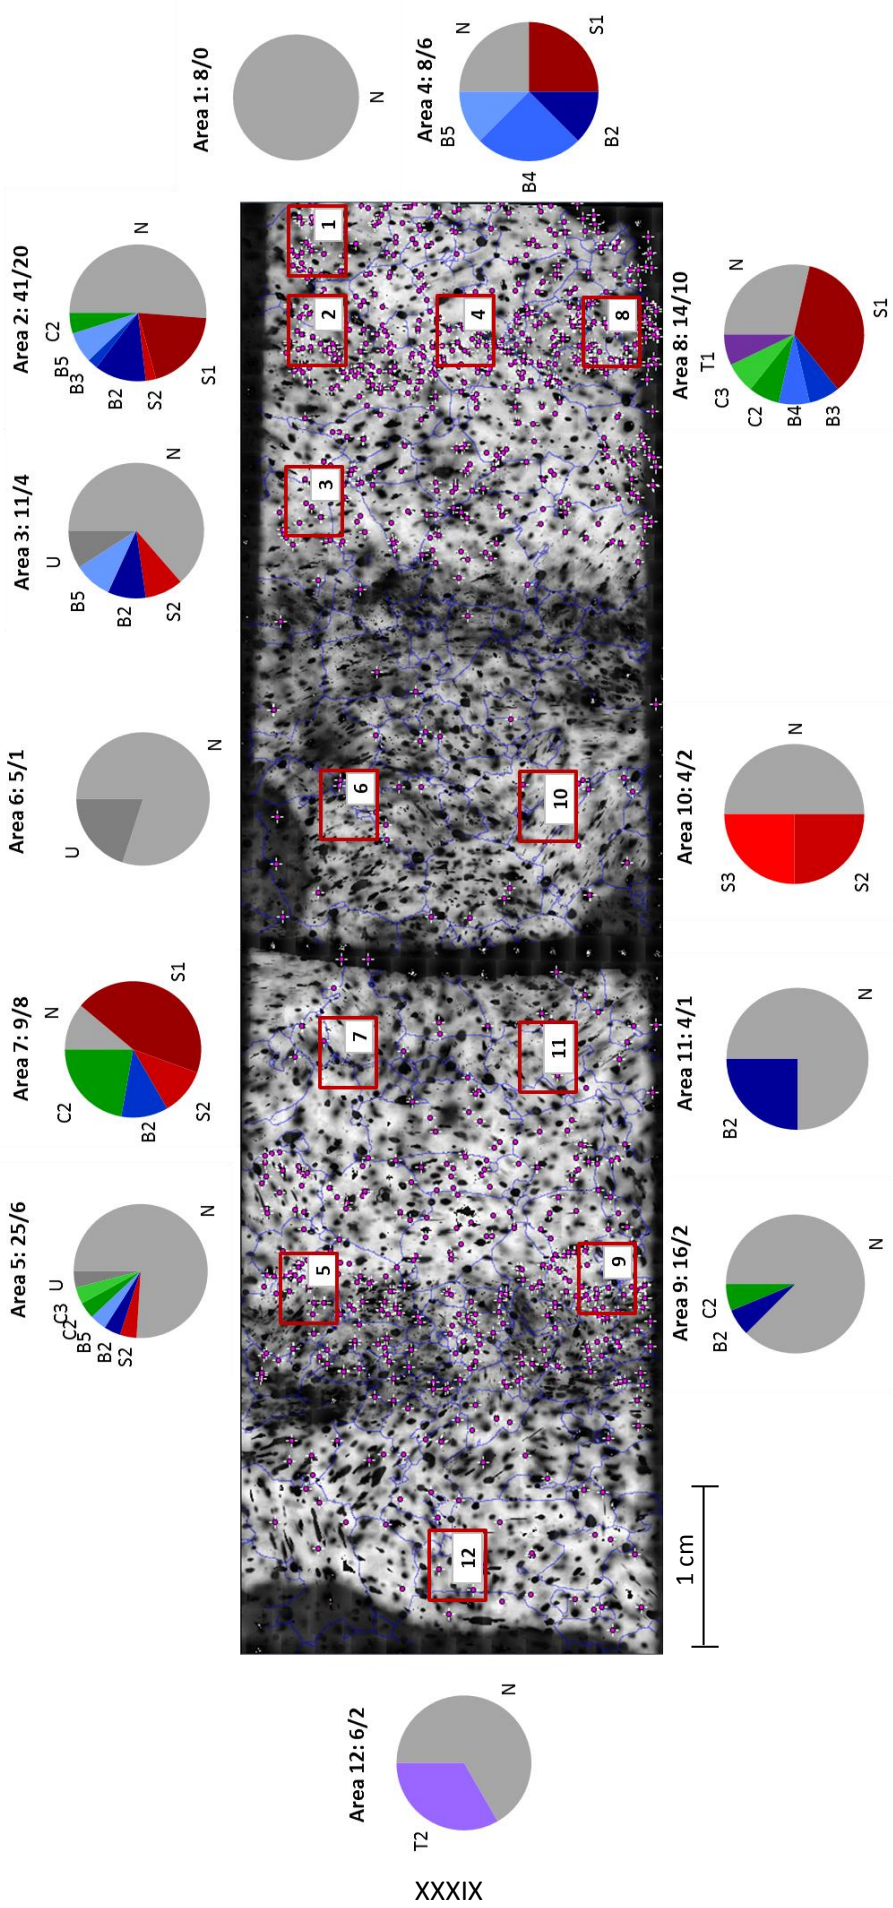 Area 1: 8/0
N
Area 4: 8/6
N
S1
B2
B4
B5
Area 2: 41/20
N
S1
S2
B2
B3
B5
C2
Area 3: 11/4
N
S2
B2
B5
U
Area 6: 5/1
N
U
Area 7: 9/8
N
S1
S2
B2
C2
Area 5: 25/6
N
S2
B2
B5
C2
C3
U
1
2
4
8
3
6
10
7
11
5
9
12
Area 8: 14/10
N
S1
B3
B4
C2
C3
T1
Area 10: 4/2
N
S2
S3
Area 11: 4/1
N
B2
Area 9: 16/2
N
B2
C2
1 cm
Area 12: 6/2
N
T2
XXXIX